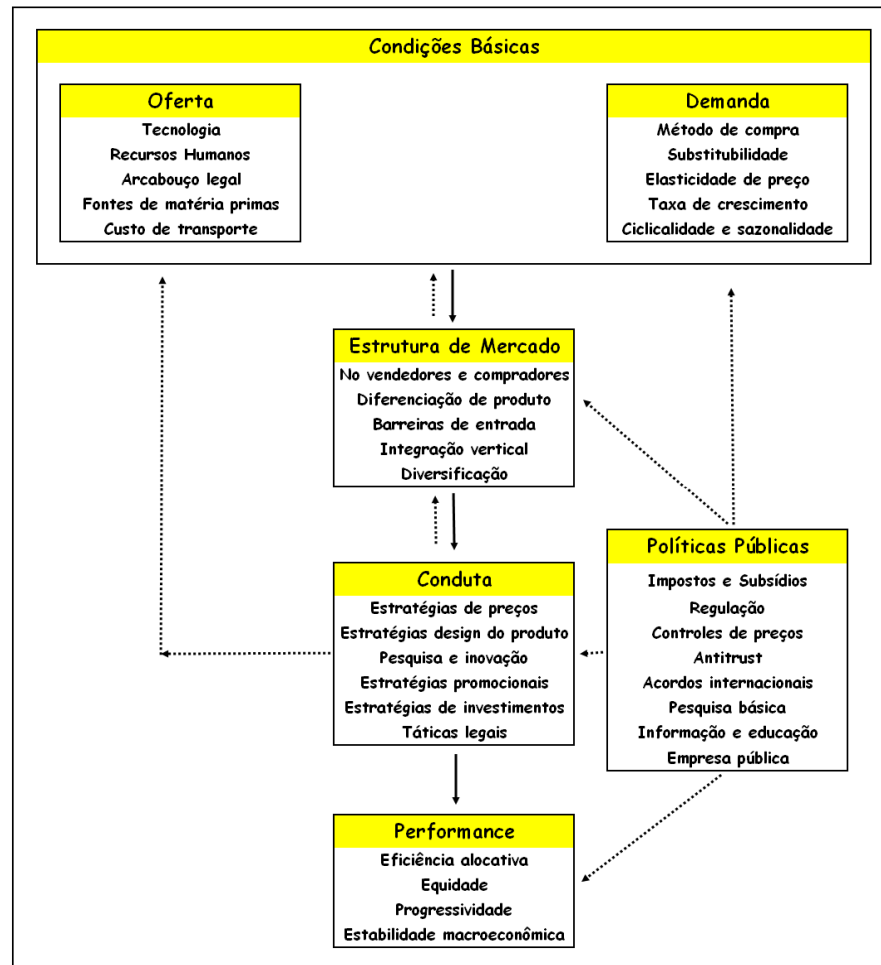 Condições Básicas
Oferta
Tecnologia
Recursos Humanos
Arcabouço legal
Fontes de matéria primas
Custo de transporte
Demanda
Método de compra
Substitubilidade
Elasticidade de preço
Taxa de crescimento
Ciclicalidade e sazonalidade
Estrutura de Mercado
No vendedores e compradores
Diferenciação de produto
Barreiras de entrada
Integração vertical
Diversificação
Conduta
Estratégias de preços
Estratégias design do produto
Pesquisa e inovação
Estratégias promocionais
Estratégias de investimentos
Táticas legais
Políticas Públicas
Impostos e Subsídios
Regulação
Controles de preços
Antitrust
Acordos internacionais
Pesquisa básica
Informação e educação
Empresa pública
Performance
Eficiência alocativa
Equidade
Progressividade
Estabilidade macroeconômica